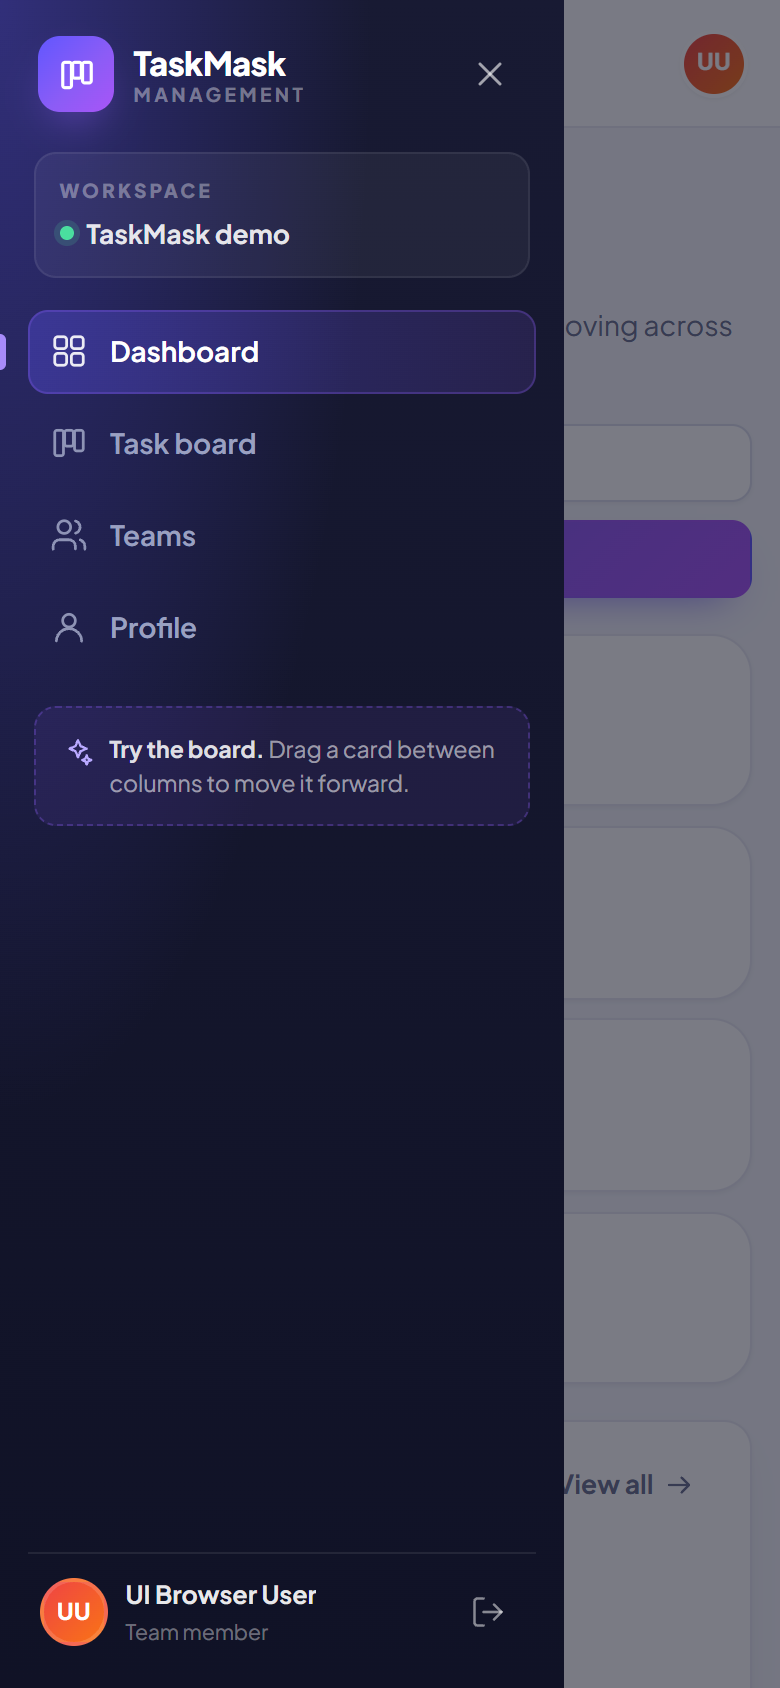 TaskMask
MANAGEMENT
UU
WORKSPACE
TaskMask demo
Dashboard
oving across
Task board
Teams
Profile
Try the board. Drag a card between
columns to move it forward.
View all
UU
UI Browser User
Team member